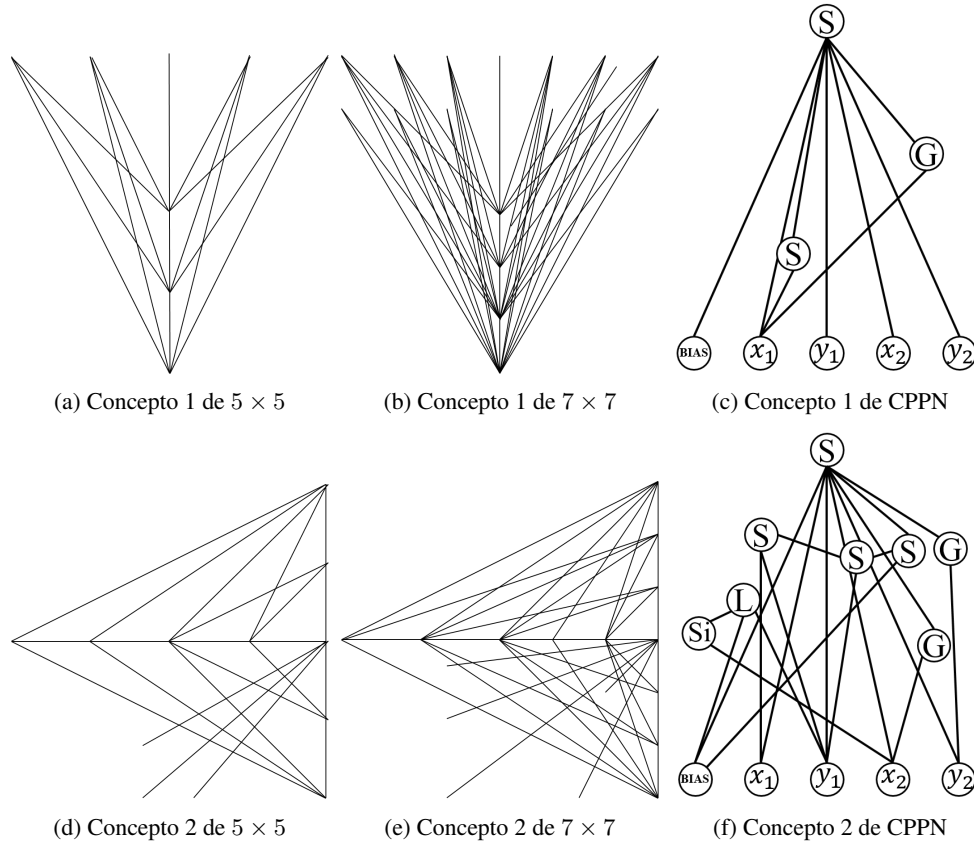 S
G
S
BIAS x₁ y₁ x₂ y₂
(a) Concepto 1 de 5 × 5
(b) Concepto 1 de 7 × 7
(c) Concepto 1 de CPPN
S
S S S G
L
Si G
BIAS x₁ y₁ x₂ y₂
(d) Concepto 2 de 5 × 5
(e) Concepto 2 de 7 × 7
(f) Concepto 2 de CPPN